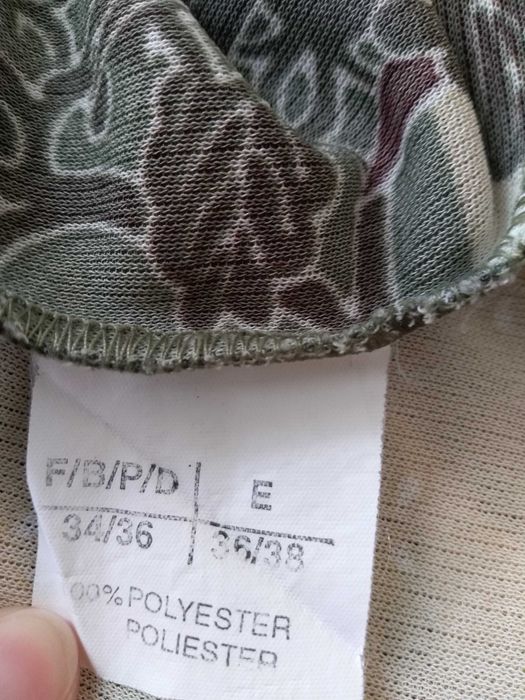 F/B/P/D E
34/36 36/38
00% POLYESTER
POLIESTER